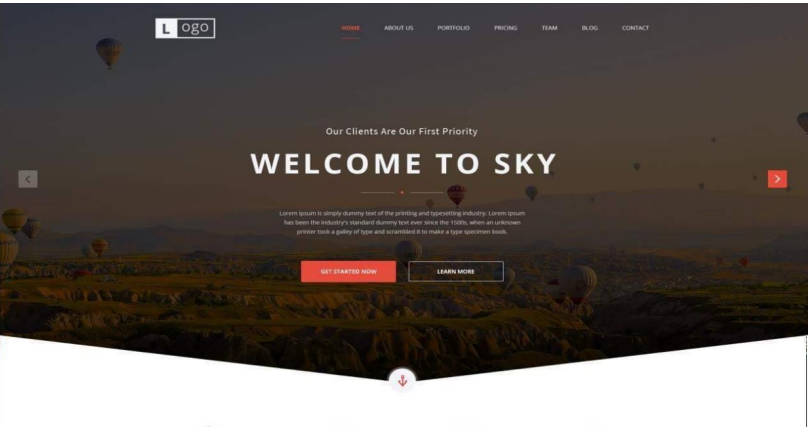 L ogo
HOME ABOUT US PORTFOLIO PRICING TEAM BLOG CONTACT
Our Clients Are Our First Priority
WELCOME TO SKY
Lorem Ipsum is simply dummy text of the printing and typesetting industry. Lorem Ipsum
has been the industry's standard dummy text ever since the 1500s, when an unknown
printer took a galley of type and scrambled it to make a type specimen book.
GET STARTED NOW LEARN MORE